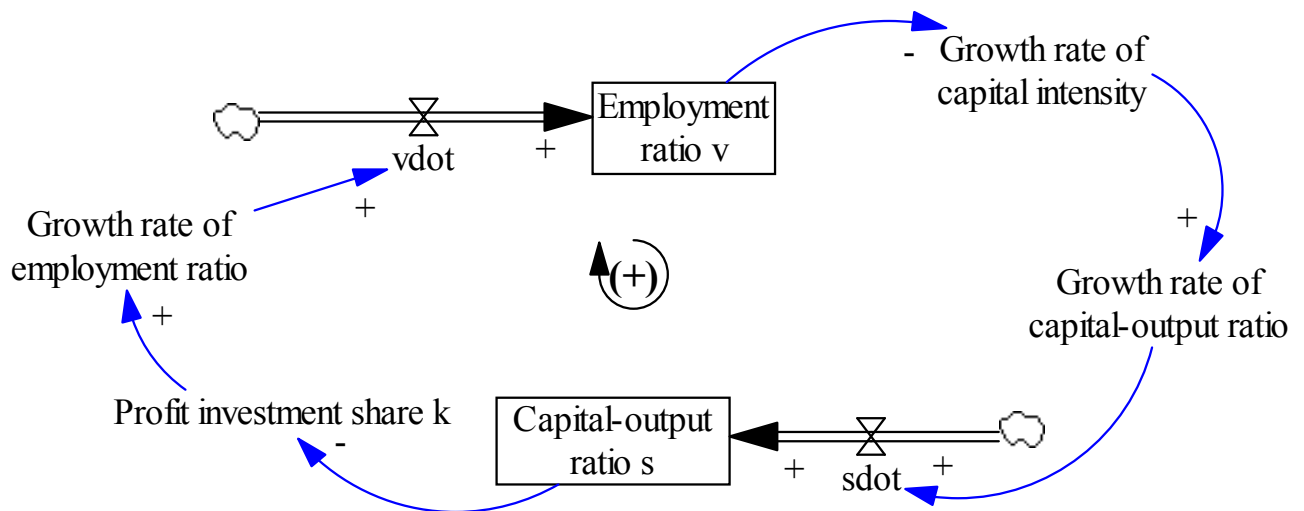 Employment
ratio v
- Growth rate of
capital intensity
vdot
+
+
Growth rate of
employment ratio
+
(+)
+
Growth rate of
capital-output ratio
Profit investment share k
-
Capital-output
ratio s
+
sdot
+